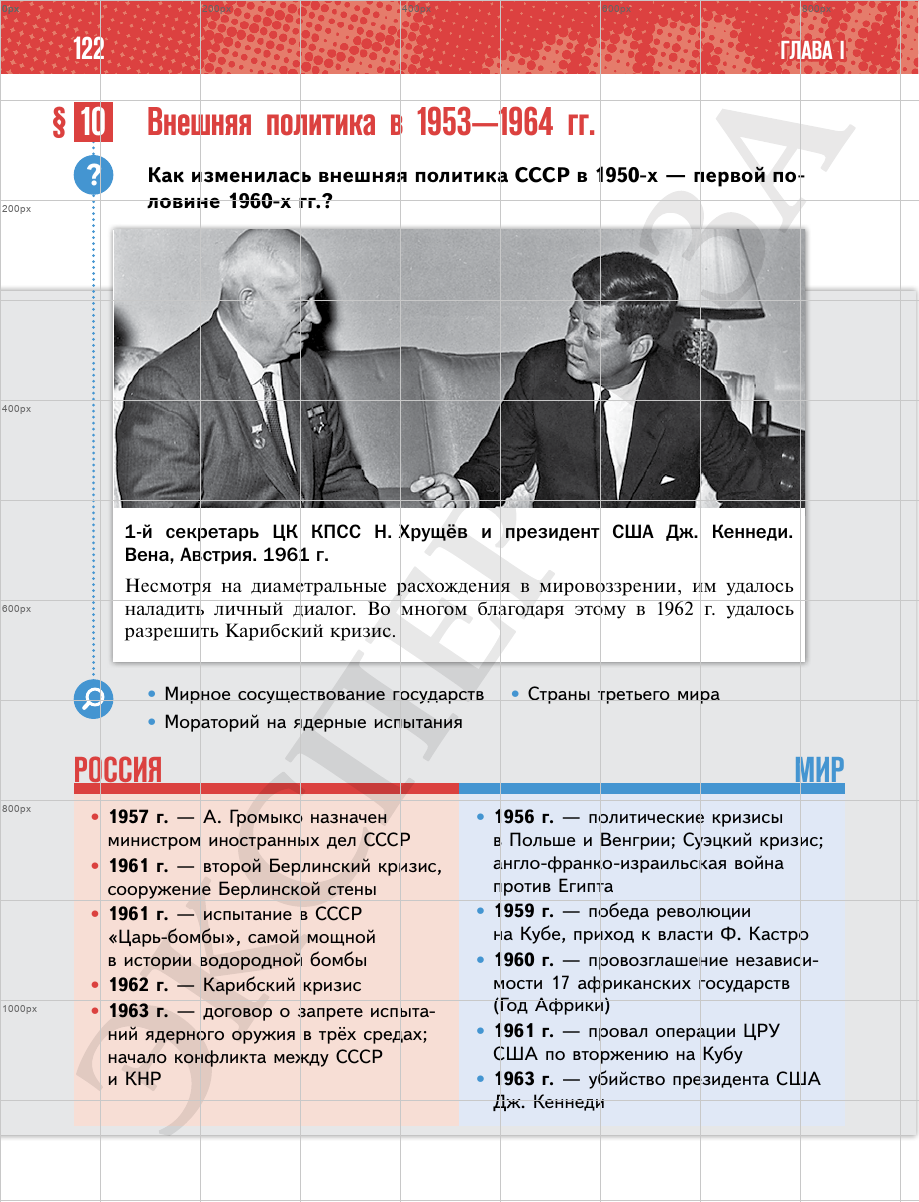 122
ГЛАВА I
§ 10 Внешняя политика в 1953—1964 гг.
?
Как изменилась внешняя политика СССР в 1950-х — первой по-
ловине 1960-х гг.?
200px
400px
1-й секретарь ЦК КПСС Н. Хрущёв и президент США Дж. Кеннеди.
Вена, Австрия. 1961 г.
Несмотря на диаметральные расхождения в мировоззрении, им удалось
наладить личный диалог. Во многом благодаря этому в 1962 г. удалось
600px
разрешить Карибский кризис.
• Мирное сосуществование государств • Страны третьего мира
• Мораторий на ядерные испытания
РОССИЯ
• 1957 г. — А. Громыко назначен
министром иностранных дел СССР
• 1961 г. — второй Берлинский кризис,
сооружение Берлинской стены
• 1961 г. — испытание в СССР
«Царь-бомбы», самой мощной
в истории водородной бомбы
• 1962 г. — Карибский кризис
• 1963 г. — договор о запрете испыта-
ний ядерного оружия в трёх средах;
начало конфликта между СССР
и КНР
МИР
• 1956 г. — политические кризисы
в Польше и Венгрии; Суэцкий кризис;
англо-франко-израильская война
против Египта
• 1959 г. — победа революции
на Кубе, приход к власти Ф. Кастро
• 1960 г. — провозглашение независи-
мости 17 африканских государств
(Год Африки)
• 1961 г. — провал операции ЦРУ
США по вторжению на Кубу
• 1963 г. — убийство президента США
Дж. Кеннеди
800px
1000px